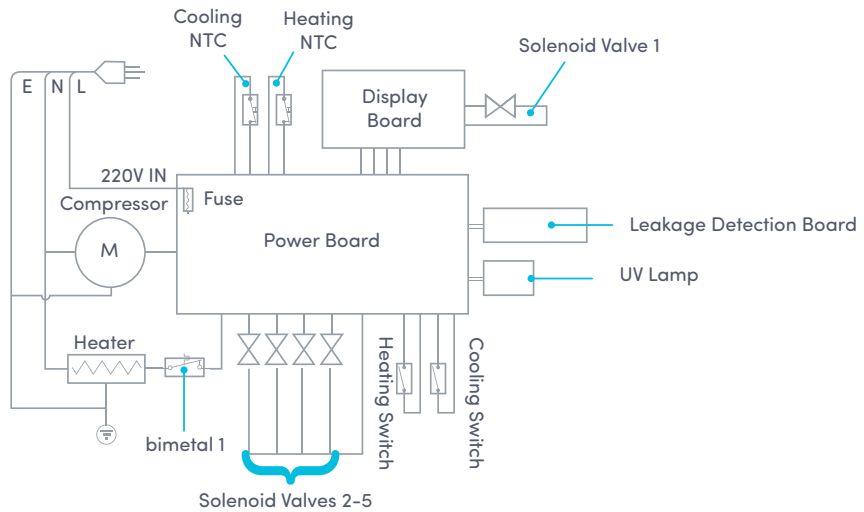 Cooling
NTC
Heating
NTC
Solenoid Valve 1
E N L
Display
Board
220V IN
Fuse
Compressor
M
Power Board
Leakage Detection Board
UV Lamp
Heater
Heating Switch
Cooling Switch
bimetal 1
Solenoid Valves 2-5